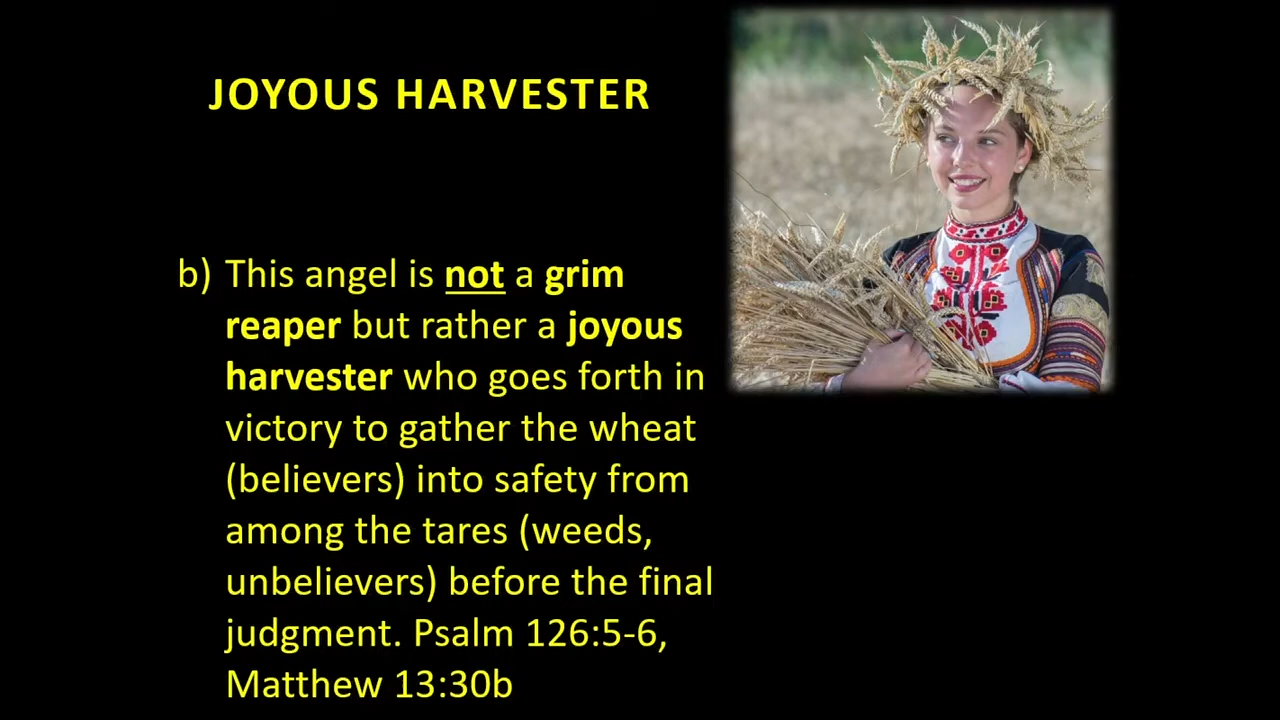 JOYOUS HARVESTER
b) This angel is not a grim
reaper but rather a joyous
harvester who goes forth in
victory to gather the wheat
(believers) into safety from
among the tares (weeds,
unbelievers) before the final
judgment. Psalm 126:5-6,
Matthew 13:30b